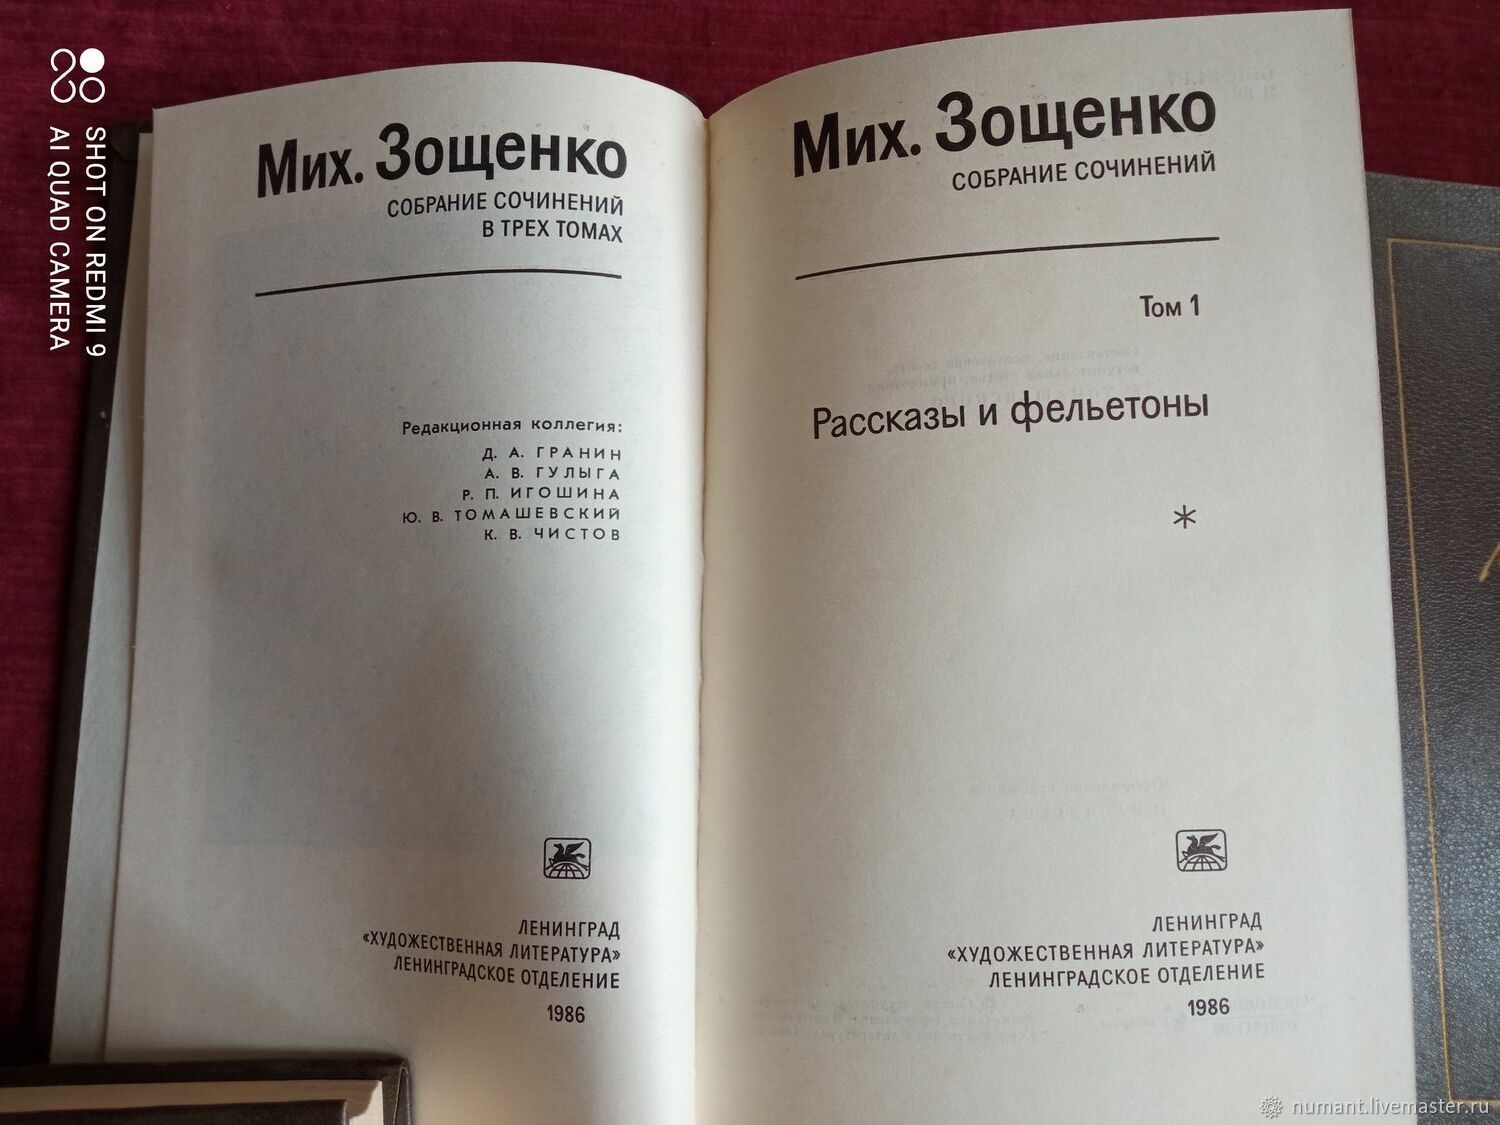 SHOT ON REDMI 9
AI QUAD CAMERA
Мих. Зощенко
СОБРАНИЕ СОЧИНЕНИЙ
В ТРЕХ ТОМАХ
Редакционная коллегия:
Д. А. ГРАНИН
А. В. ГУЛЫГА
Р. П. ИГОШИНА
Ю. В. ТОМАШЕВСКИЙ
К. В. ЧИСТОВ
ЛЕНИНГРАД
«ХУДОЖЕСТВЕННАЯ ЛИТЕРАТУРА»
ЛЕНИНГРАДСКОЕ ОТДЕЛЕНИЕ
1986
Мих. Зощенко
СОБРАНИЕ СОЧИНЕНИЙ
Том 1
Рассказы и фельетоны
*
ЛЕНИНГРАД
«ХУДОЖЕСТВЕННАЯ ЛИТЕРАТУРА»
ЛЕНИНГРАДСКОЕ ОТДЕЛЕНИЕ
1986
numant.livemaster.ru